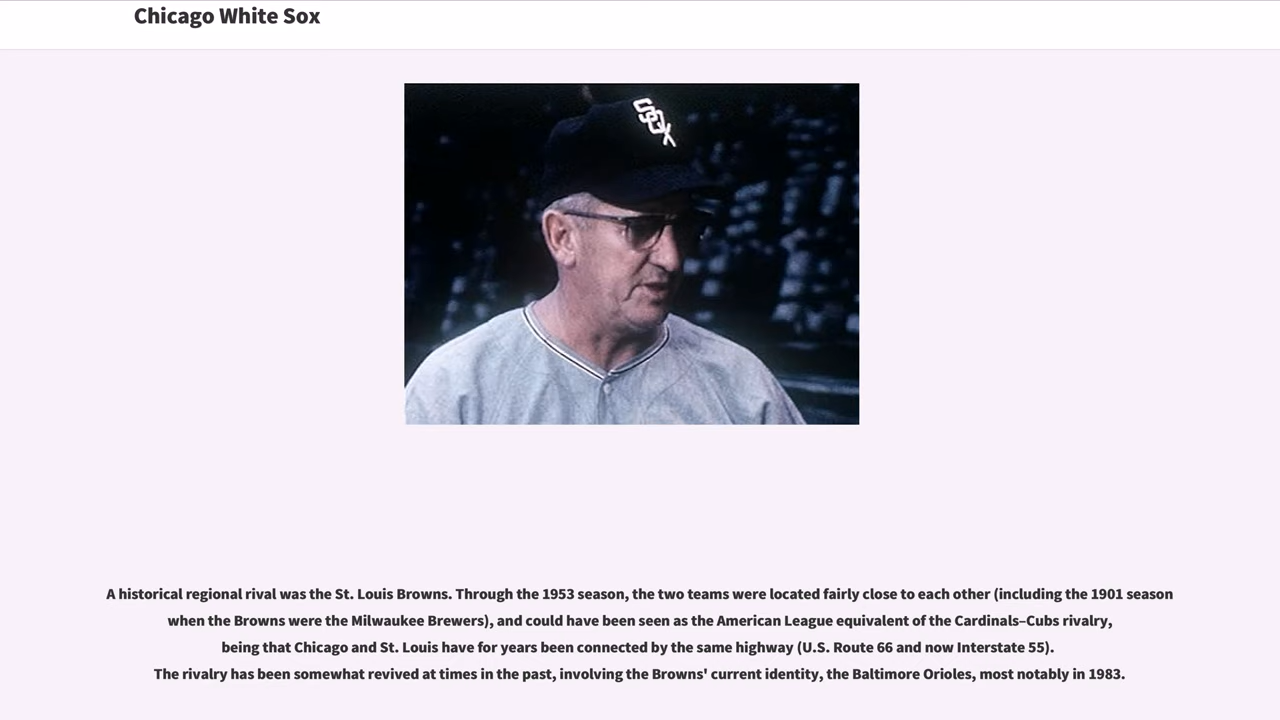 Chicago White Sox
SOX
A historical regional rival was the St. Louis Browns. Through the 1953 season, the two teams were located fairly close to each other (including the 1901 season
when the Browns were the Milwaukee Brewers), and could have been seen as the American League equivalent of the Cardinals–Cubs rivalry,
being that Chicago and St. Louis have for years been connected by the same highway (U.S. Route 66 and now Interstate 55).
The rivalry has been somewhat revived at times in the past, involving the Browns' current identity, the Baltimore Orioles, most notably in 1983.